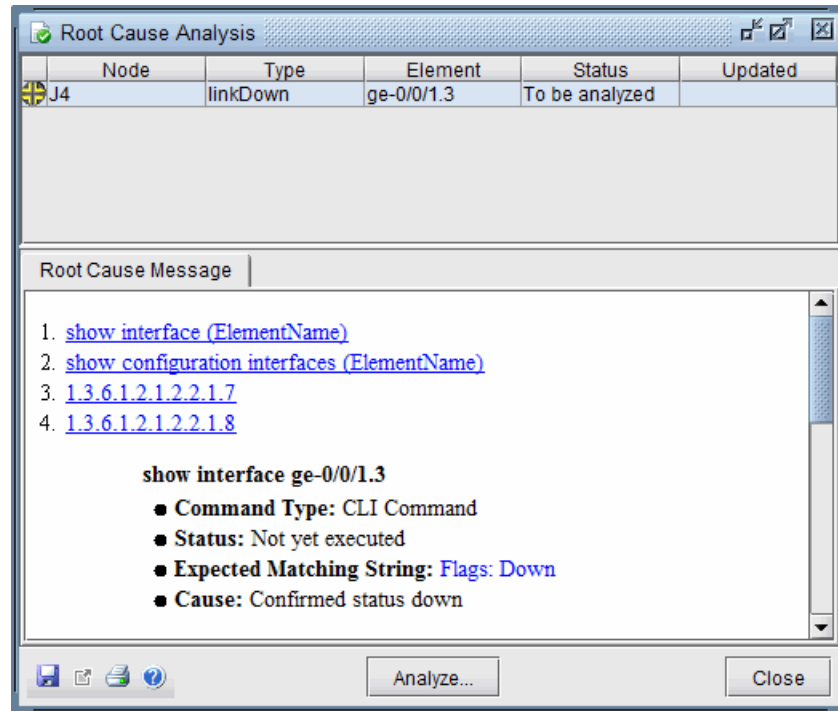 Root Cause Analysis
Node Type Element Status Updated
J4 linkDown ge-0/0/1.3 To be analyzed
Root Cause Message
1. show interface (ElementName)
2. show configuration interfaces (ElementName)
3. 1.3.6.1.2.1.2.2.1.7
4. 1.3.6.1.2.1.2.2.1.8
show interface ge-0/0/1.3
● Command Type: CLI Command
● Status: Not yet executed
● Expected Matching String: Flags: Down
● Cause: Confirmed status down
Analyze... Close